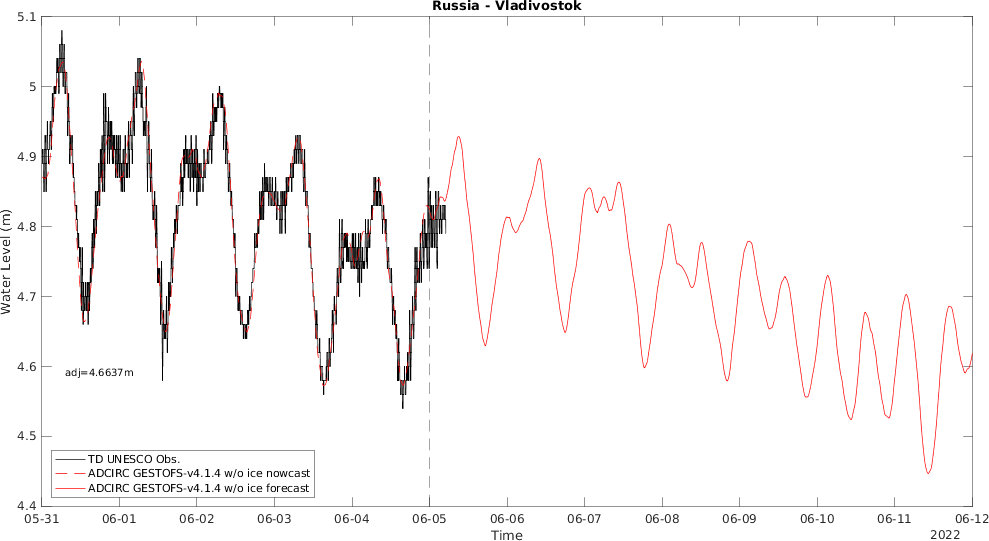 Russia - Vladivostok
5.1
5
4.9
4.8
4.7
4.6
4.5
4.4
Water Level (m)
adj=4.6637m
TD UNESCO Obs.
ADCIRC GESTOFS-v4.1.4 w/o ice nowcast
ADCIRC GESTOFS-v4.1.4 w/o ice forecast
05-31 06-01 06-02 06-03 06-04 06-05 06-06 06-07 06-08 06-09 06-10 06-11 06-12
Time
2022